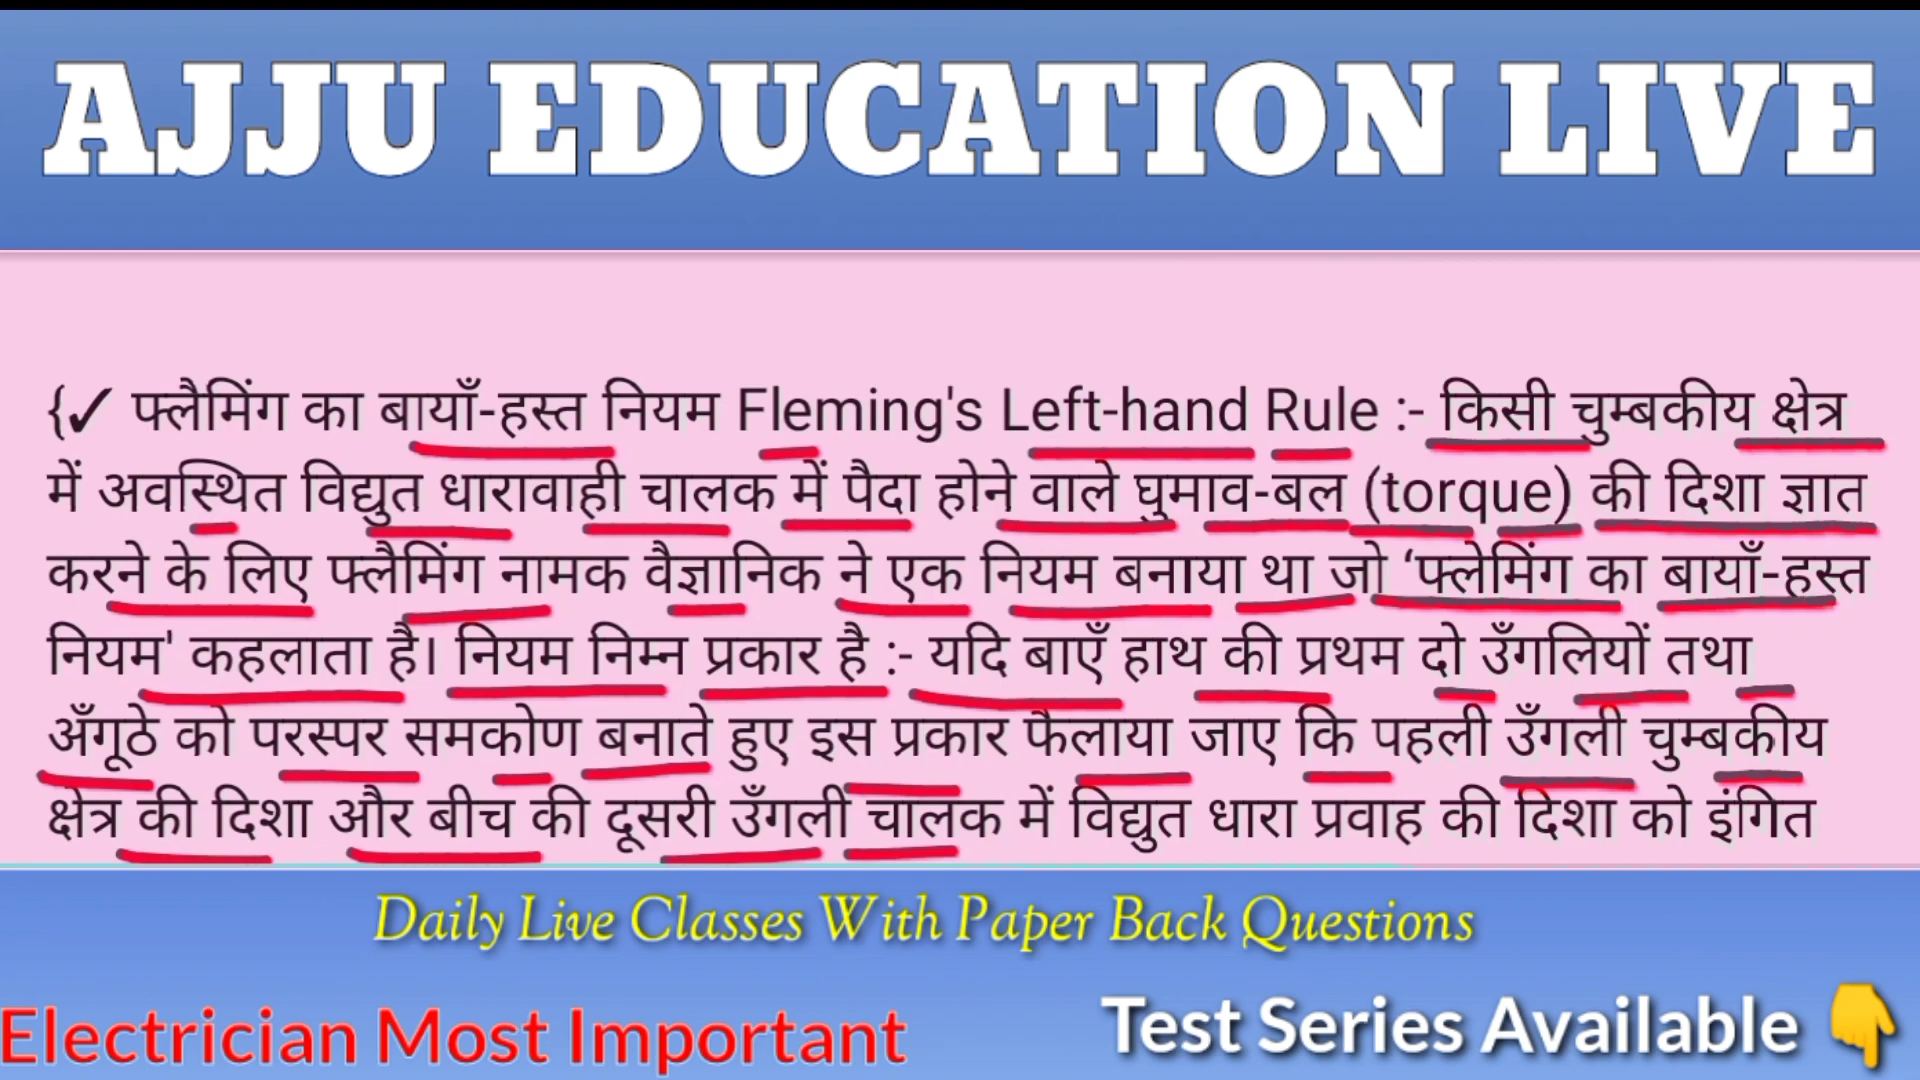 AJJU EDUCATION LIVE
{✓ फ्लैमिंग का बायाँ-हस्त नियम Fleming's Left-hand Rule :- किसी चुम्बकीय क्षेत्र
में अवस्थित विद्युत धारावाही चालक में पैदा होने वाले घुमाव-बल (torque) की दिशा ज्ञात
करने के लिए फ्लैमिंग नामक वैज्ञानिक ने एक नियम बनाया था जो ‘फ्लेमिंग का बायाँ-हस्त
नियम' कहलाता है। नियम निम्न प्रकार है :- यदि बाएँ हाथ की प्रथम दो उँगलियों तथा
अँगूठे को परस्पर समकोण बनाते हुए इस प्रकार फैलाया जाए कि पहली उँगली चुम्बकीय
क्षेत्र की दिशा और बीच की दूसरी उँगली चालक में विद्युत धारा प्रवाह की दिशा को इंगित
Daily Live Classes With Paper Back Questions
Electrician Most Important
Test Series Available 👇